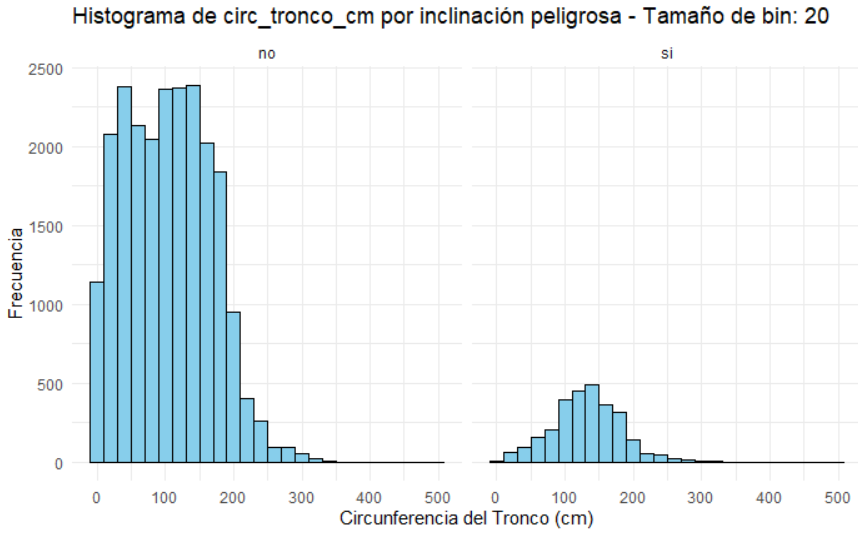 Histograma de circ_tronco_cm por inclinación peligrosa - Tamaño de bin: 20
no
si
Frecuencia
2500
2000
1500
1000
500
0
0 100 200 300 400 500
0 100 200 300 400 500
Circunferencia del Tronco (cm)